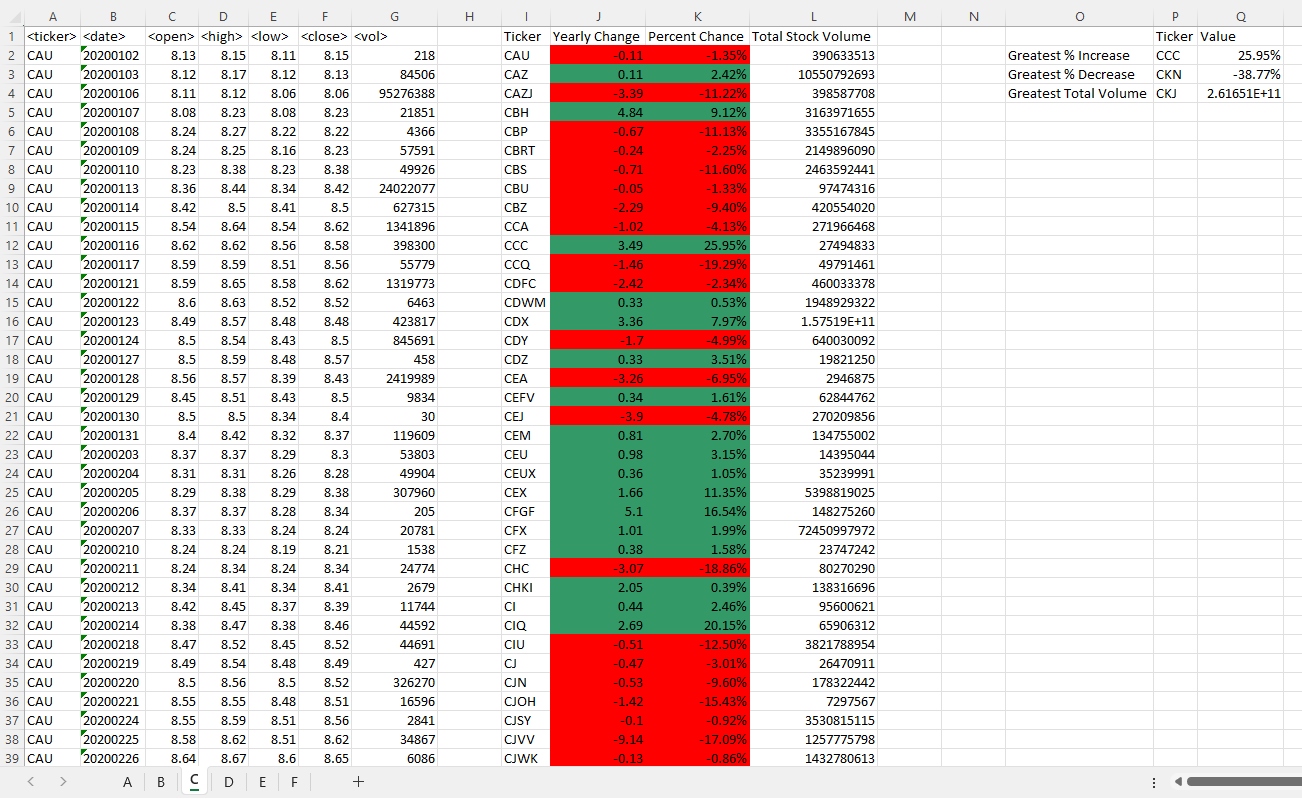 A B C D E F G H I J K L M N O P Q
1 <ticker> <date> <open> <high> <low> <close> <vol> Ticker Yearly Change Percent Chance Total Stock Volume Ticker Value
2 CAU 20200102 8.13 8.15 8.11 8.15 218 CAU -0.11 -1.35% 390633513 Greatest % Increase CCC 25.95%
3 CAU 20200103 8.12 8.17 8.12 8.13 84506 CAZ 0.11 2.42% 10550792693 Greatest % Decrease CKN -38.77%
4 CAU 20200106 8.11 8.12 8.06 8.06 95276388 CAZJ -3.39 -11.22% 398587708 Greatest Total Volume CKJ 2.61651E+11
5 CAU 20200107 8.08 8.23 8.08 8.23 21851 CBH 4.84 9.12% 3163971655
6 CAU 20200108 8.24 8.27 8.22 8.22 4366 CBP -0.67 -11.13% 3355167845
7 CAU 20200109 8.24 8.25 8.16 8.23 57591 CBRT -0.24 -2.25% 2149896090
8 CAU 20200110 8.23 8.38 8.23 8.38 49926 CBS -0.71 -11.60% 2463592441
9 CAU 20200113 8.36 8.44 8.34 8.42 24022077 CBU -0.05 -1.33% 97474316
10 CAU 20200114 8.42 8.5 8.41 8.5 627315 CBZ -2.29 -9.40% 420554020
11 CAU 20200115 8.54 8.64 8.54 8.62 1341896 CCA -1.02 -4.13% 271966468
12 CAU 20200116 8.62 8.62 8.56 8.58 398300 CCC 3.49 25.95% 27494833
13 CAU 20200117 8.59 8.59 8.51 8.56 55779 CCQ -1.46 -19.29% 49791461
14 CAU 20200121 8.59 8.65 8.58 8.62 1319773 CDFC -2.42 -2.34% 460033378
15 CAU 20200122 8.6 8.63 8.52 8.52 6463 CDWM 0.33 0.53% 1948929322
16 CAU 20200123 8.49 8.57 8.48 8.48 423817 CDX 3.36 7.97% 1.57519E+11
17 CAU 20200124 8.5 8.54 8.43 8.5 845691 CDY -1.7 -4.99% 640030092
18 CAU 20200127 8.5 8.59 8.48 8.57 458 CDZ 0.33 3.51% 19821250
19 CAU 20200128 8.56 8.57 8.39 8.43 2419989 CEA -3.26 -6.95% 2946875
20 CAU 20200129 8.45 8.51 8.43 8.5 9834 CEFV 0.34 1.61% 62844762
21 CAU 20200130 8.5 8.5 8.34 8.4 30 CEJ -3.9 -4.78% 270209856
22 CAU 20200131 8.4 8.42 8.32 8.37 119609 CEM 0.81 2.70% 134755002
23 CAU 20200203 8.37 8.37 8.29 8.3 53803 CEU 0.98 3.15% 14395044
24 CAU 20200204 8.31 8.31 8.26 8.28 49904 CEUX 0.36 1.05% 35239991
25 CAU 20200205 8.29 8.38 8.29 8.38 307960 CEX 1.66 11.35% 5398819025
26 CAU 20200206 8.37 8.37 8.28 8.34 205 CFGF 5.1 16.54% 148275260
27 CAU 20200207 8.33 8.33 8.24 8.24 20781 CFX 1.01 1.99% 72450997972
28 CAU 20200210 8.24 8.24 8.19 8.21 1538 CFZ 0.38 1.58% 23747242
29 CAU 20200211 8.24 8.34 8.24 8.34 24774 CHC -3.07 -18.86% 80270290
30 CAU 20200212 8.34 8.41 8.34 8.41 2679 CHKI 2.05 0.39% 138316696
31 CAU 20200213 8.42 8.45 8.37 8.39 11744 CI 0.44 2.46% 95600621
32 CAU 20200214 8.38 8.47 8.38 8.46 44592 CIQ 2.69 20.15% 65906312
33 CAU 20200218 8.47 8.52 8.45 8.52 44691 CIU -0.51 -12.50% 3821788954
34 CAU 20200219 8.49 8.54 8.48 8.49 427 CJ -0.47 -3.01% 26470911
35 CAU 20200220 8.5 8.56 8.5 8.52 326270 CJN -0.53 -9.60% 178322442
36 CAU 20200221 8.55 8.55 8.48 8.51 16596 CJOH -1.42 -15.43% 7297567
37 CAU 20200224 8.55 8.59 8.51 8.56 2841 CJSY -0.1 -0.92% 3530815115
38 CAU 20200225 8.58 8.62 8.51 8.62 34867 CJVV -9.14 -17.09% 1257775798
39 CAU 20200226 8.64 8.67 8.6 8.65 6086 CJWK -0.13 -0.86% 1432780613
A B C D E F